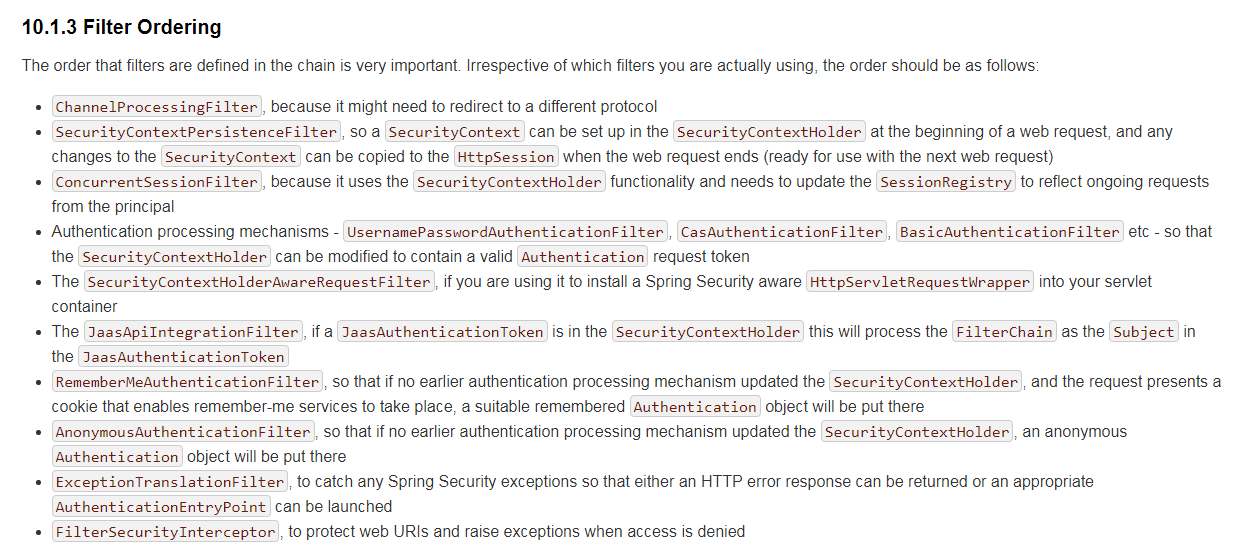 10.1.3 Filter Ordering
The order that filters are defined in the chain is very important. Irrespective of which filters you are actually using, the order should be as follows:
• ChannelProcessingFilter, because it might need to redirect to a different protocol
• SecurityContextPersistenceFilter, so a SecurityContext can be set up in the SecurityContextHolder at the beginning of a web request, and any
changes to the SecurityContext can be copied to the HttpSession when the web request ends (ready for use with the next web request)
• ConcurrentSessionFilter, because it uses the SecurityContextHolder functionality and needs to update the SessionRegistry to reflect ongoing requests
from the principal
• Authentication processing mechanisms - UsernamePasswordAuthenticationFilter, CasAuthenticationFilter, BasicAuthenticationFilter etc - so that
the SecurityContextHolder can be modified to contain a valid Authentication request token
• The SecurityContextHolderAwareRequestFilter, if you are using it to install a Spring Security aware HttpServletRequestWrapper into your servlet
container
• The JaasApiIntegrationFilter, if a JaasAuthenticationToken is in the SecurityContextHolder this will process the FilterChain as the Subject in
the JaasAuthenticationToken
• RememberMeAuthenticationFilter, so that if no earlier authentication processing mechanism updated the SecurityContextHolder, and the request presents a
cookie that enables remember-me services to take place, a suitable remembered Authentication object will be put there
• AnonymousAuthenticationFilter, so that if no earlier authentication processing mechanism updated the SecurityContextHolder, an anonymous
Authentication object will be put there
• ExceptionTranslationFilter, to catch any Spring Security exceptions so that either an HTTP error response can be returned or an appropriate
AuthenticationEntryPoint can be launched
• FilterSecurityInterceptor, to protect web URIs and raise exceptions when access is denied